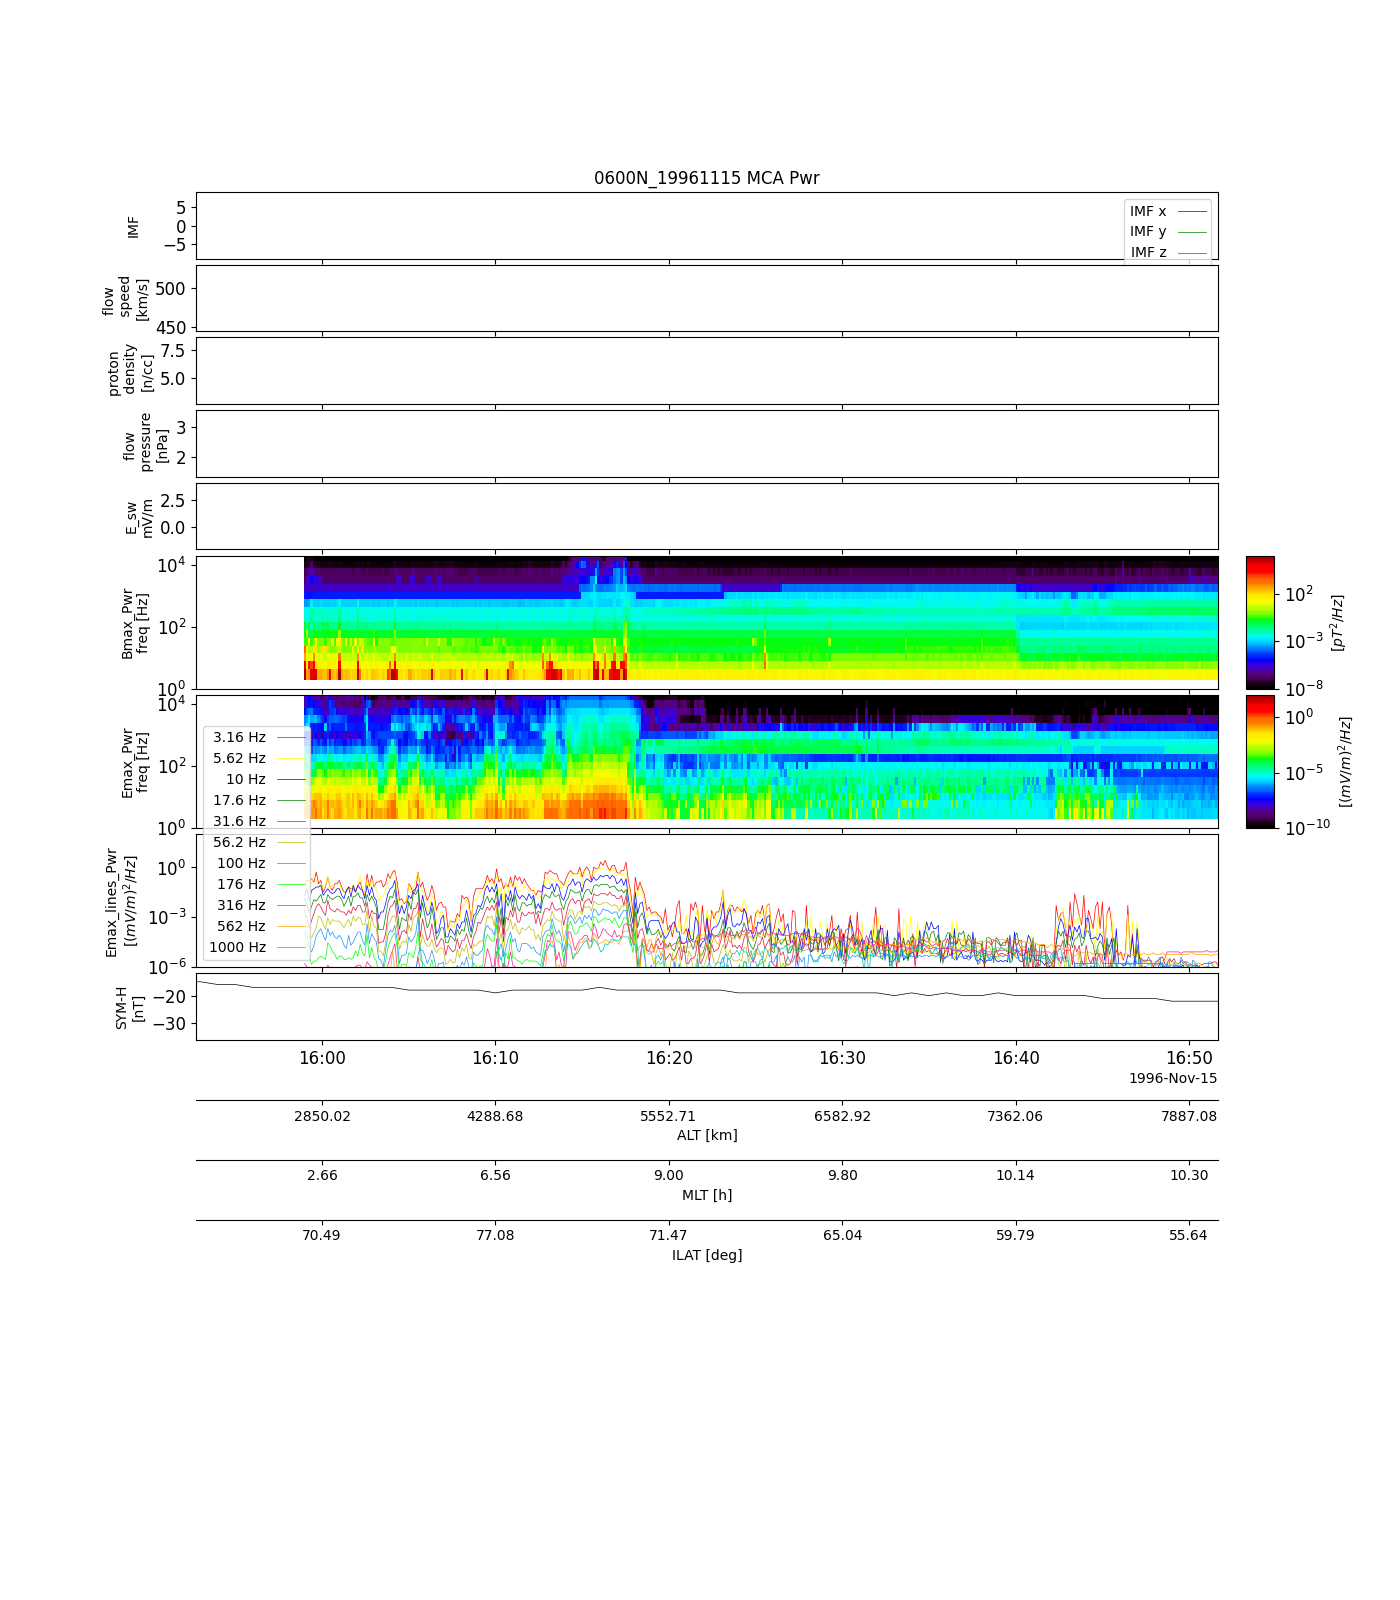 0600N_19961115 MCA Pwr
IMF
5
0
−5
IMF x
IMF y
IMF z
flow
speed
[km/s]
500
450
proton
density
[n/cc]
7.5
5.0
flow
pressure
[nPa]
3
2
E_sw
mV/m
2.5
0.0
Bmax_Pwr
freq [Hz]
10^4
10^2
10^0
10^2
10^−3
10^−8
[pT^2/Hz]
Emax_Pwr
freq [Hz]
10^4
10^2
10^0
10^0
10^−5
10^−10
[(mV/m)^2/Hz]
3.16 Hz
5.62 Hz
10 Hz
17.6 Hz
31.6 Hz
56.2 Hz
100 Hz
176 Hz
316 Hz
562 Hz
1000 Hz
Emax_lines_Pwr
[(mV/m)^2/Hz]
10^0
10^−3
10^−6
SYM-H
[nT]
−20
−30
16:00 16:10 16:20 16:30 16:40 16:50
1996-Nov-15
2850.02 4288.68 5552.71 6582.92 7362.06 7887.08
ALT [km]
2.66 6.56 9.00 9.80 10.14 10.30
MLT [h]
70.49 77.08 71.47 65.04 59.79 55.64
ILAT [deg]